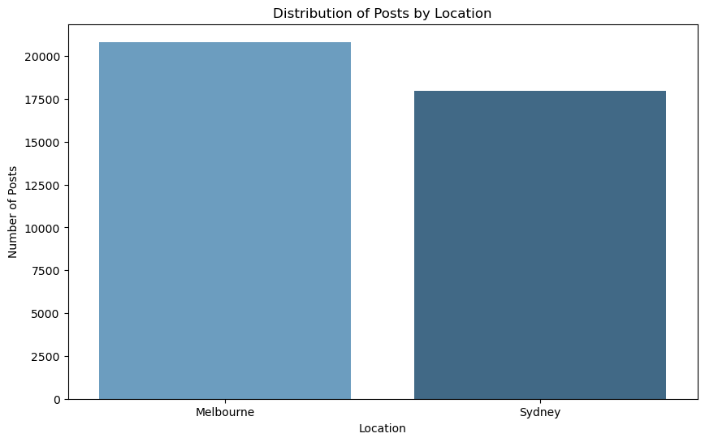 Distribution of Posts by Location
Number of Posts
20000
17500
15000
12500
10000
7500
5000
2500
0
Melbourne
Sydney
Location